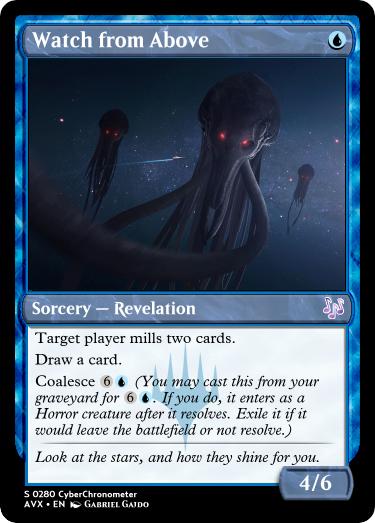 Watch from Above
Sorcery — Revelation
Target player mills two cards.
Draw a card.
Coalesce 6 (You may cast this from your
graveyard for 6 . If you do, it enters as a
Horror creature after it resolves. Exile it if it
would leave the battlefield or not resolve.)
Look at the stars, and how they shine for you.
4/6
S 0280 CyberChronometer
AVX • EN Gabriel Gajdo